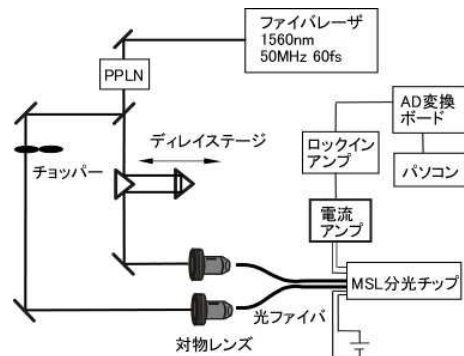 ファイバレーザ
1560nm
50MHz 60fs
PPLN
AD変換
ボード
ディレイステージ
ロックイン
アンプ
チョッパー
パソコン
電流
アンプ
MSL分光チップ
光ファイバ
対物レンズ